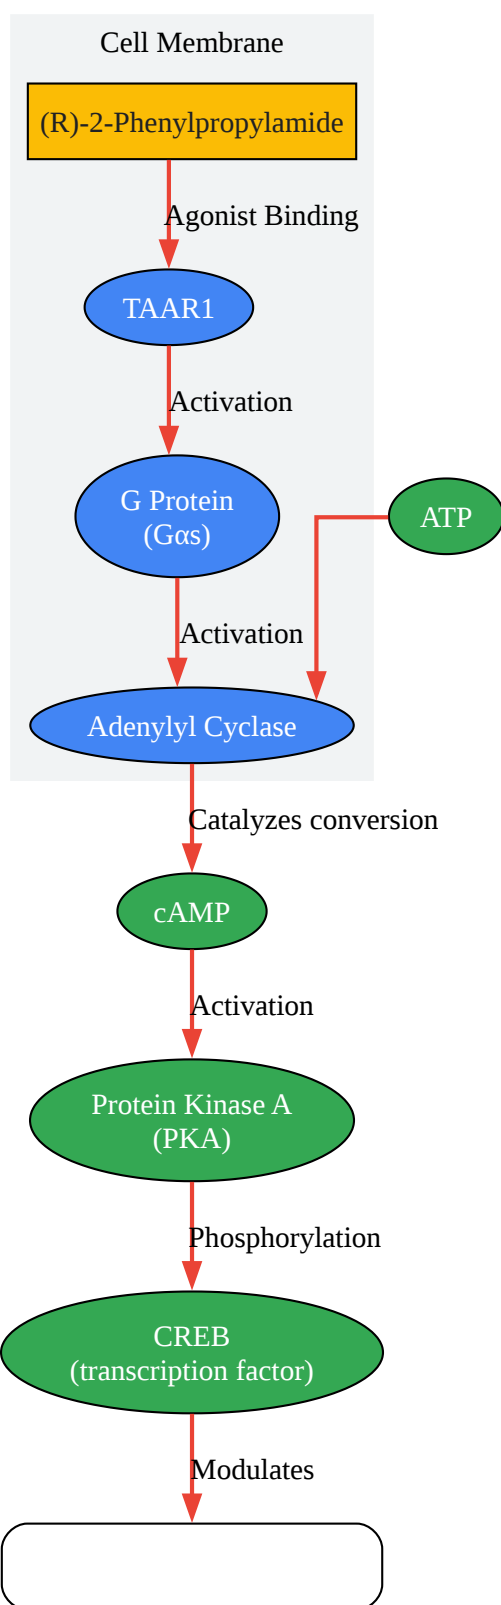 Cell Membrane
(R)-2-Phenylpropylamide
Agonist Binding
TAAR1
Activation
G Protein
(Gαs)
ATP
Activation
Adenylyl Cyclase
Catalyzes conversion
cAMP
Activation
Protein Kinase A
(PKA)
Phosphorylation
CREB
(transcription factor)
Modulates